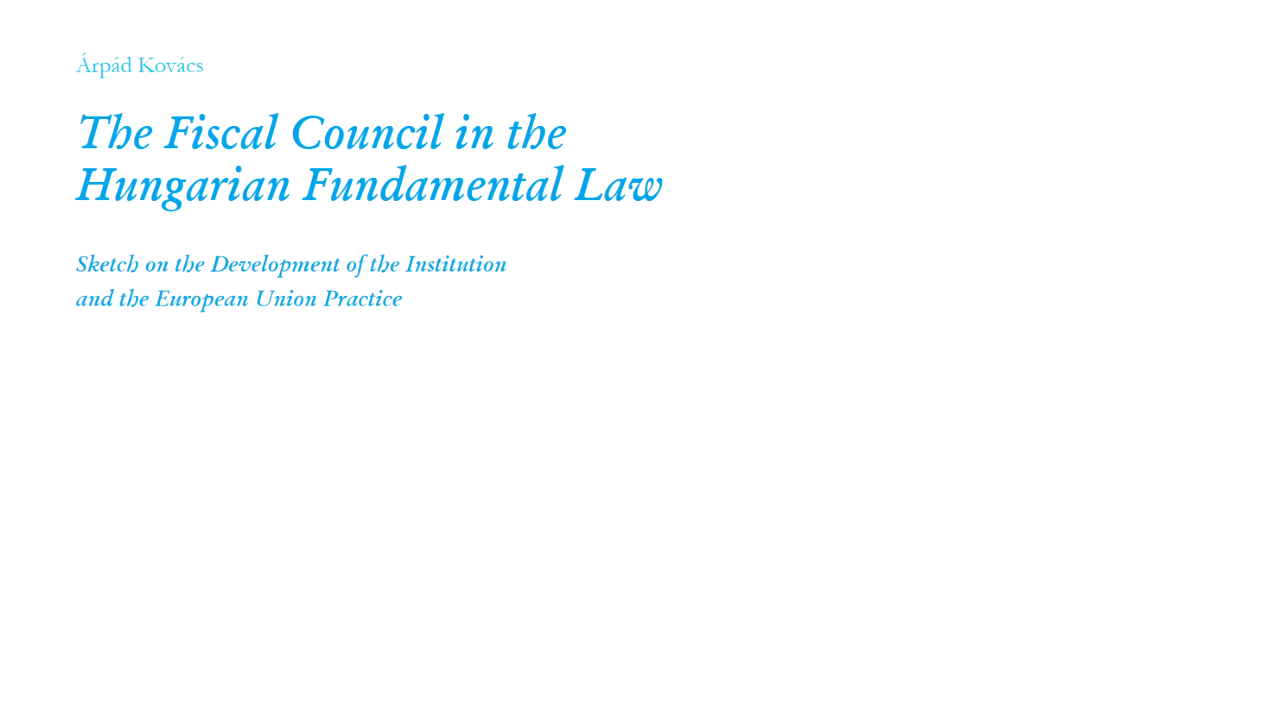 Árpád Kovács
The Fiscal Council in the
Hungarian Fundamental Law
Sketch on the Development of the Institution
and the European Union Practice